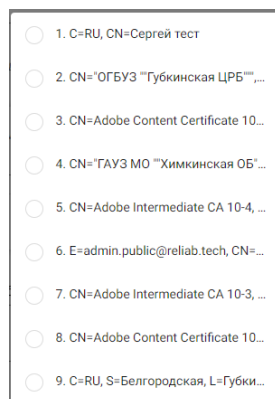 1. C=RU, CN=Сергей тест
2. CN="ОГБУЗ ""Губкинская ЦРБ""",...
3. CN=Adobe Content Certificate 10...
4. CN="ГАУЗ МО ""Химкинская ОБ"...
5. CN=Adobe Intermediate CA 10-4, ...
6. E=admin.public@reliab.tech, CN=...
7. CN=Adobe Intermediate CA 10-3, ...
8. CN=Adobe Content Certificate 10...
9. C=RU, S=Белгородская, L=Губки...